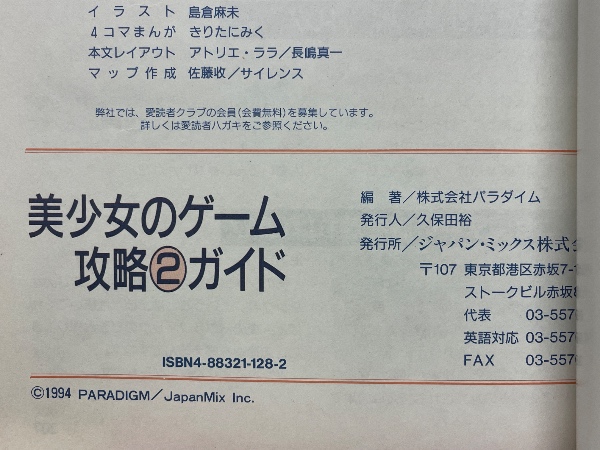 イラスト 島倉麻未
4コマまんが きりたにみく
本文レイアウト アトリエ・ララ／長嶋真一
マップ作成 佐藤收／サイレンス
弊社では、愛読者クラブの会員(会費無料)を募集しています。
詳しくは愛読者ハガキをご参照ください。
美少女のゲーム
攻略②ガイド
ISBN4-88321-128-2
編 著／株式会社パラダイム
発行人／久保田裕
発行所／ジャパン・ミックス株式
〒107 東京都港区赤坂7-
ストークビル赤坂
代表 03-557
英語対応 03-557
FAX 03-557
©1994 PARADIGM／JapanMix Inc.